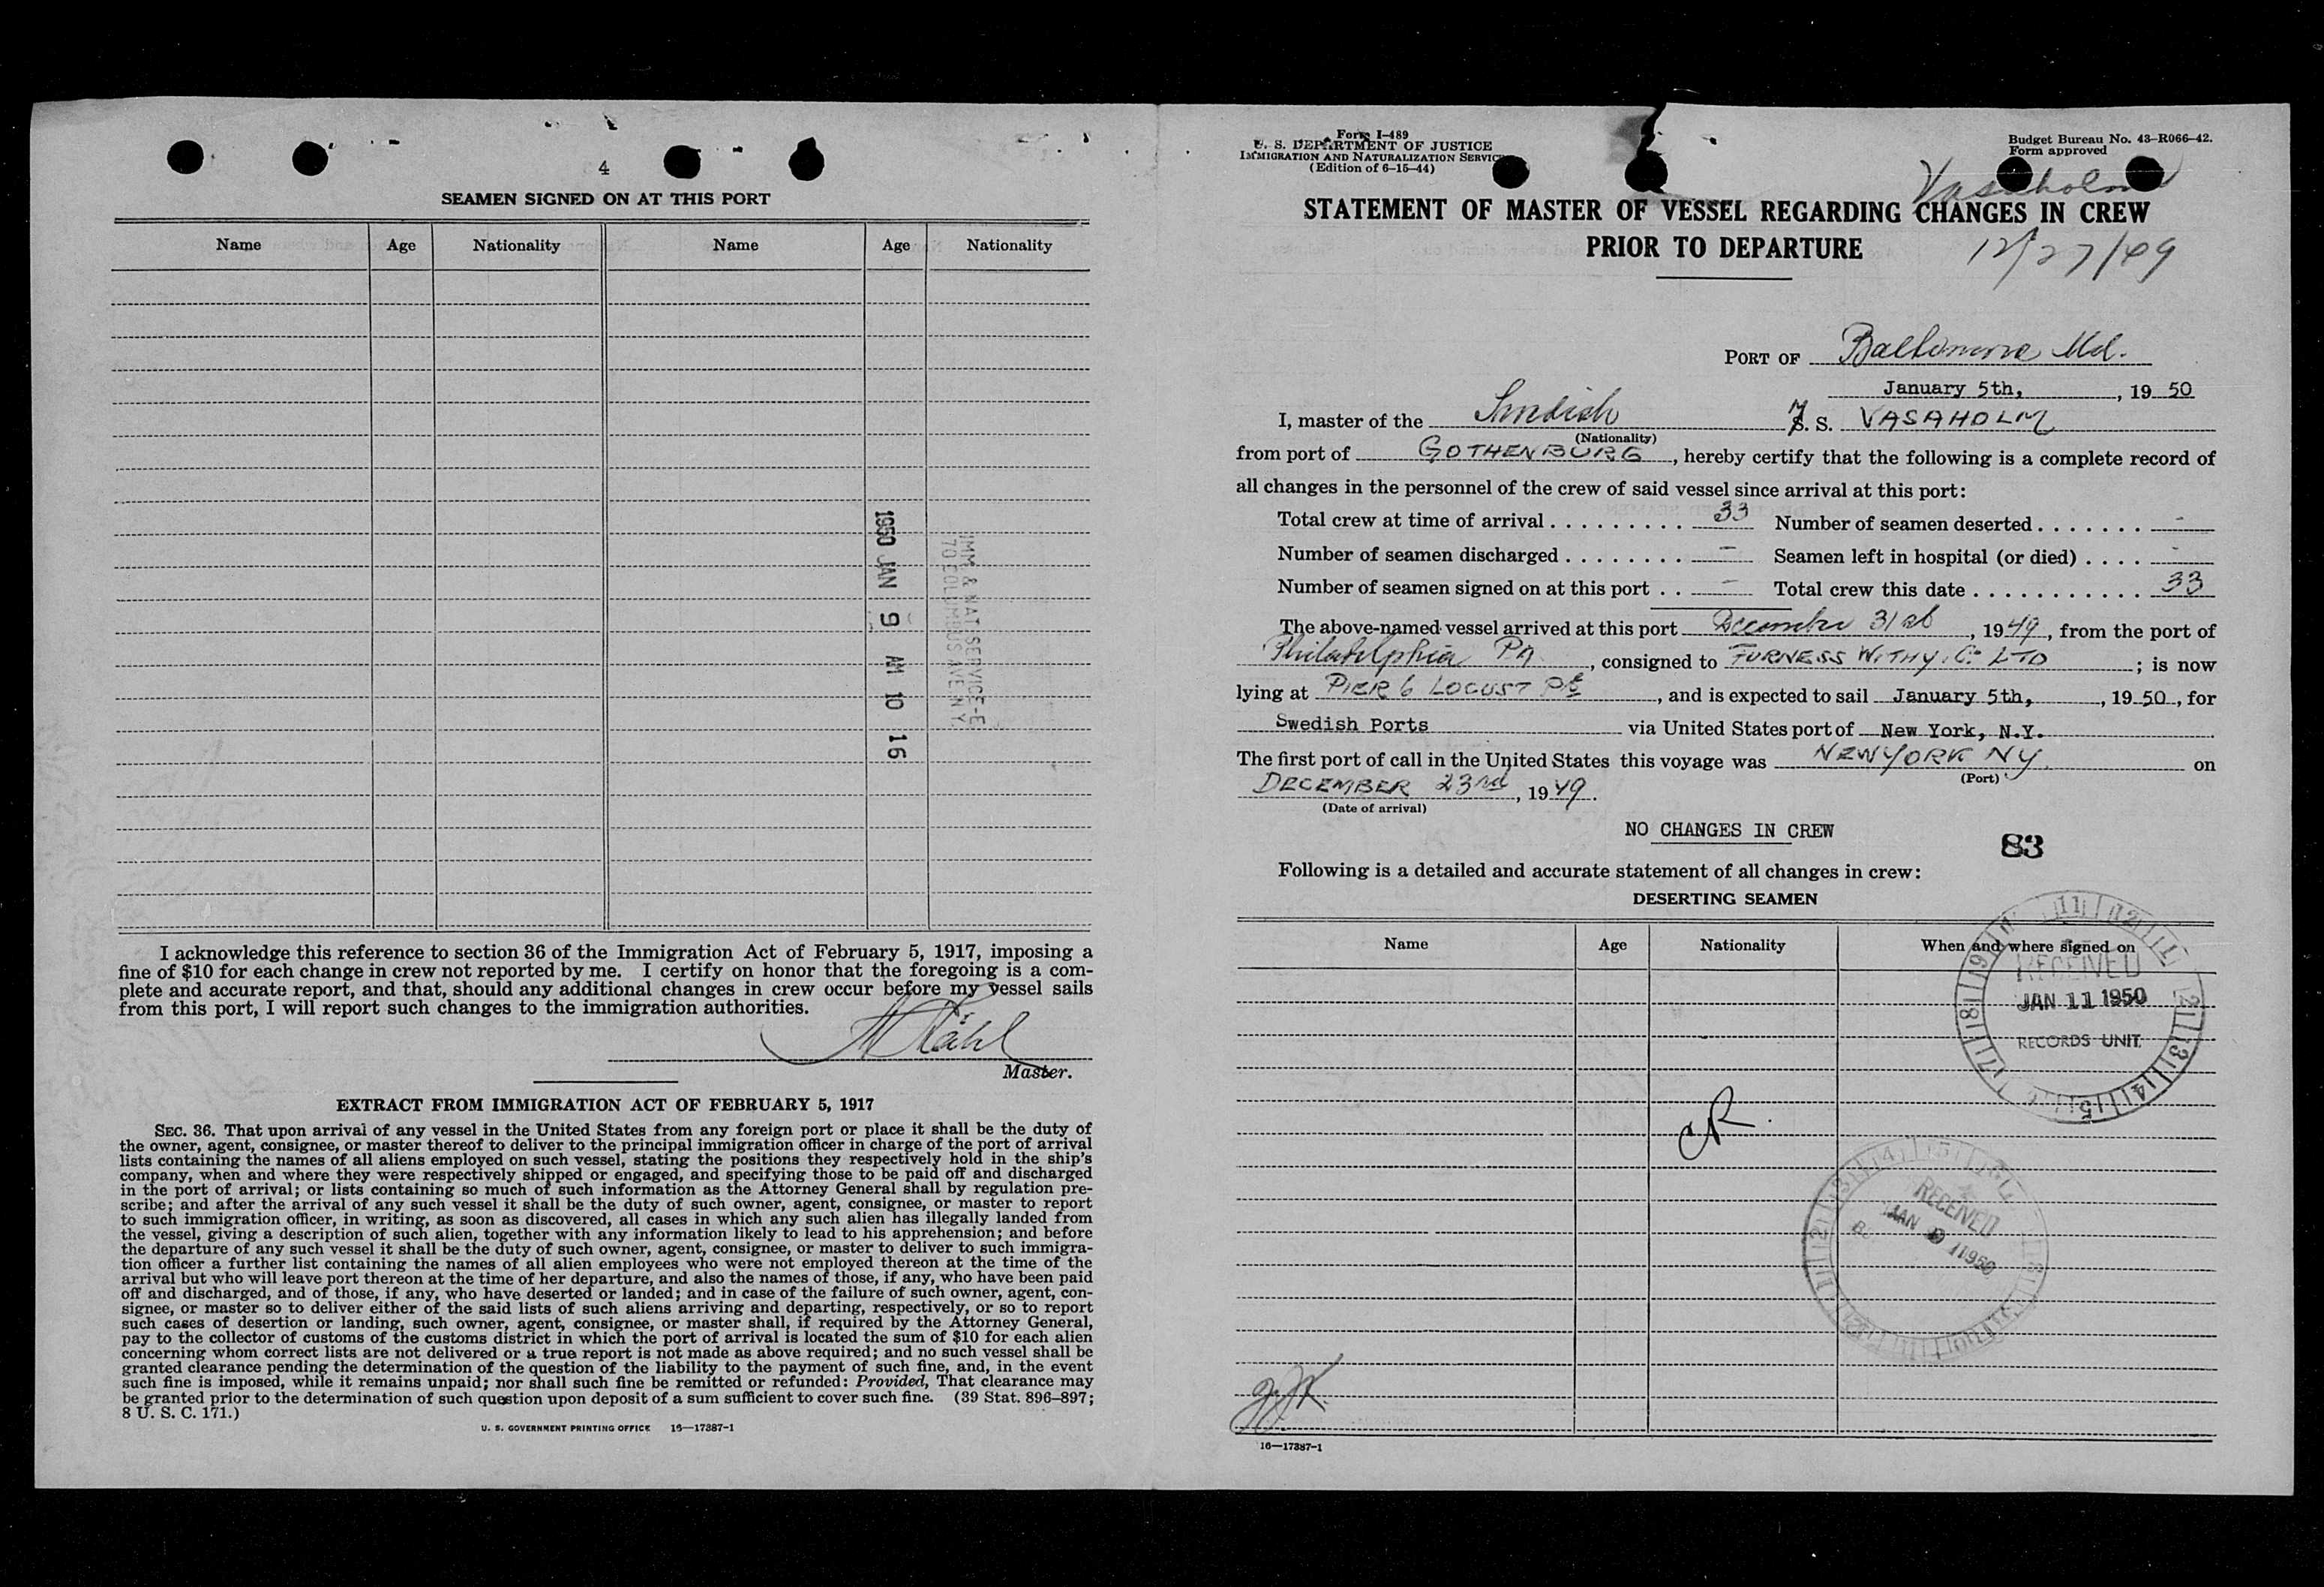 4
SEAMEN SIGNED ON AT THIS PORT
Name Age Nationality Name Age Nationality
1950 JAN 9 AM 10 16
IMM & NAT SERVICE-E
70 COLUMBUS AVE N.Y.
I acknowledge this reference to section 36 of the Immigration Act of February 5, 1917, imposing a
fine of $10 for each change in crew not reported by me. I certify on honor that the foregoing is a com-
plete and accurate report, and that, should any additional changes in crew occur before my vessel sails
from this port, I will report such changes to the immigration authorities.
Master.
EXTRACT FROM IMMIGRATION ACT OF FEBRUARY 5, 1917
SEC. 36. That upon arrival of any vessel in the United States from any foreign port or place it shall be the duty of
the owner, agent, consignee, or master thereof to deliver to the principal immigration officer in charge of the port of arrival
lists containing the names of all aliens employed on such vessel, stating the positions they respectively hold in the ship's
company, when and where they were respectively shipped or engaged, and specifying those to be paid off and discharged
in the port of arrival; or lists containing so much of such information as the Attorney General shall by regulation pre-
scribe; and after the arrival of any such vessel it shall be the duty of such owner, agent, consignee, or master to report
to such immigration officer, in writing, as soon as discovered, all cases in which any such alien has illegally landed from
the vessel, giving a description of such alien, together with any information likely to lead to his apprehension; and before
the departure of any such vessel it shall be the duty of such owner, agent, consignee, or master to deliver to such immigra-
tion officer a further list containing the names of all alien employees who were not employed thereon at the time of the
arrival but who will leave port thereon at the time of her departure, and also the names of those, if any, who have been paid
off and discharged, and of those, if any, who have deserted or landed; and in case of the failure of such owner, agent, con-
signee, or master so to deliver either of the said lists of such aliens arriving and departing, respectively, or so to report
such cases of desertion or landing, such owner, agent, consignee, or master shall, if required by the Attorney General,
pay to the collector of customs of the customs district in which the port of arrival is located the sum of $10 for each alien
concerning whom correct lists are not delivered or a true report is not made as above required; and no such vessel shall be
granted clearance pending the determination of the question of the liability to the payment of such fine, and, in the event
such fine is imposed, while it remains unpaid; nor shall such fine be remitted or refunded: Provided, That clearance may
be granted prior to the determination of such question upon deposit of a sum sufficient to cover such fine. (39 Stat. 896-897;
8 U. S. C. 171.)
U. S. GOVERNMENT PRINTING OFFICE 16—17387-1
Form I-489
U. S. DEPARTMENT OF JUSTICE
IMMIGRATION AND NATURALIZATION SERVICE
(Edition of 6-15-44)
Budget Bureau No. 43-R066-42.
Form approved
Vasaholm
STATEMENT OF MASTER OF VESSEL REGARDING CHANGES IN CREW
PRIOR TO DEPARTURE
12/27/49
PORT OF Baltimore Md.
January 5th, , 19 50
I, master of the Swedish S. S. VASAHOLM
(Nationality)
from port of GOTHENBURG, hereby certify that the following is a complete record of
all changes in the personnel of the crew of said vessel since arrival at this port:
Total crew at time of arrival . . . . . . . . . 33 Number of seamen deserted . . . . . . . -
Number of seamen discharged . . . . . . . . - Seamen left in hospital (or died) . . . . -
Number of seamen signed on at this port . . - Total crew this date . . . . . . . . . . . . 33
The above-named vessel arrived at this port December 31st, 1949, from the port of
Philadelphia PA, consigned to FURNESS WITHY Co LTD; is now
lying at PIER 6 LOCUST Pt, and is expected to sail January 5th, , 19 50, for
Swedish Ports via United States port of New York, N.Y.
The first port of call in the United States this voyage was NEW YORK NY. on
(Port)
DECEMBER 23rd, 1949.
(Date of arrival)
NO CHANGES IN CREW
83
Following is a detailed and accurate statement of all changes in crew:
DESERTING SEAMEN
Name Age Nationality When and where signed on
RECEIVED
JAN 11 1950
RECORDS UNIT
RECEIVED
JAN 1950
16—17387-1